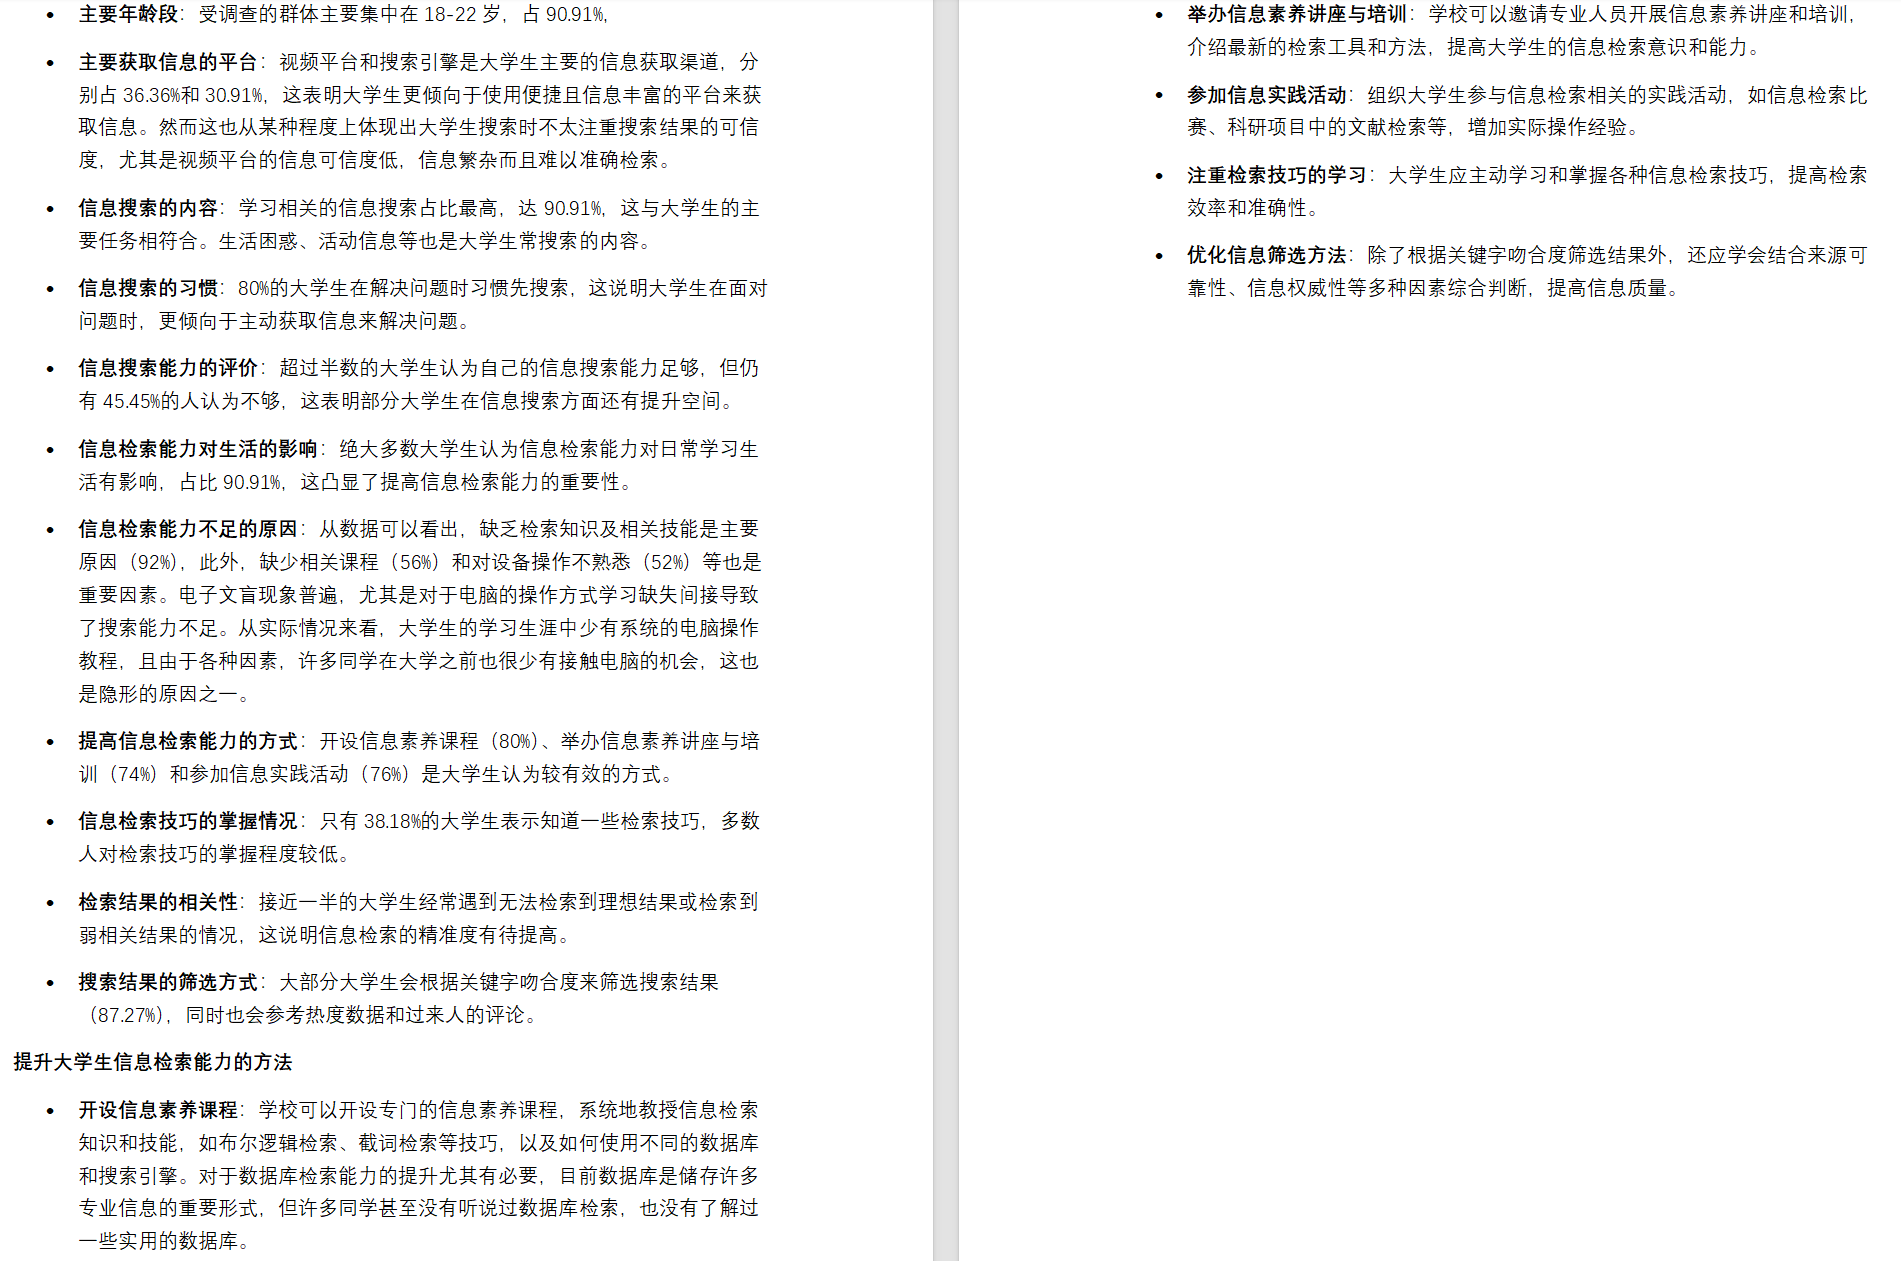 • 主要年龄段：受调查的群体主要集中在 18-22 岁，占 90.91%,
• 主要获取信息的平台：视频平台和搜索引擎是大学生主要的信息获取渠道，分
别占 36.36%和 30.91%，这表明大学生更倾向于使用便捷且信息丰富的平台来获
取信息。然而这也从某种程度上体现出大学生搜索时不太注重搜索结果的可信
度，尤其是视频平台的信息可信度低，信息繁杂而且难以准确检索。
• 信息搜索的内容：学习相关的信息搜索占比最高，达 90.91%，这与大学生的主
要任务相符合。生活困惑、活动信息等也是大学生常搜索的内容。
• 信息搜索的习惯：80%的大学生在解决问题时习惯先搜索，这说明大学生在面对
问题时，更倾向于主动获取信息来解决问题。
• 信息搜索能力的评价：超过半数的大学生认为自己的信息搜索能力足够，但仍
有 45.45%的人认为不够，这表明部分大学生在信息搜索方面还有提升空间。
• 信息检索能力对生活的影响：绝大多数大学生认为信息检索能力对日常学习生
活有影响，占比 90.91%，这凸显了提高信息检索能力的重要性。
• 信息检索能力不足的原因：从数据可以看出，缺乏检索知识及相关技能是主要
原因（92%），此外，缺少相关课程（56%）和对设备操作不熟悉（52%）等也是
重要因素。电子文盲现象普遍，尤其是对于电脑的操作方式学习缺失间接导致
了搜索能力不足。从实际情况来看，大学生的学习生涯中少有系统的电脑操作
教程，且由于各种因素，许多同学在大学之前也很少有接触电脑的机会，这也
是隐形的原因之一。
• 提高信息检索能力的方式：开设信息素养课程（80%）、举办信息素养讲座与培
训（74%）和参加信息实践活动（76%）是大学生认为较有效的方式。
• 信息检索技巧的掌握情况：只有 38.18%的大学生表示知道一些检索技巧，多数
人对检索技巧的掌握程度较低。
• 检索结果的相关性：接近一半的大学生经常遇到无法检索到理想结果或检索到
弱相关结果的情况，这说明信息检索的精准度有待提高。
• 搜索结果的筛选方式：大部分大学生会根据关键字吻合度来筛选搜索结果
（87.27%），同时也会参考热度数据和过来人的评论。
提升大学生信息检索能力的方法
• 开设信息素养课程：学校可以开设专门的信息素养课程，系统地教授信息检索
知识和技能，如布尔逻辑检索、截词检索等技巧，以及如何使用不同的数据库
和搜索引擎。对于数据库检索能力的提升尤其有必要，目前数据库是储存许多
专业信息的重要形式，但许多同学甚至没有听说过数据库检索，也没有了解过
一些实用的数据库。
• 举办信息素养讲座与培训：学校可以邀请专业人员开展信息素养讲座和培训，
介绍最新的检索工具和方法，提高大学生的信息检索意识和能力。
• 参加信息实践活动：组织大学生参与信息检索相关的实践活动，如信息检索比
赛、科研项目中的文献检索等，增加实际操作经验。
• 注重检索技巧的学习：大学生应主动学习和掌握各种信息检索技巧，提高检索
效率和准确性。
• 优化信息筛选方法：除了根据关键字吻合度筛选结果外，还应学会结合来源可
靠性、信息权威性等多种因素综合判断，提高信息质量。